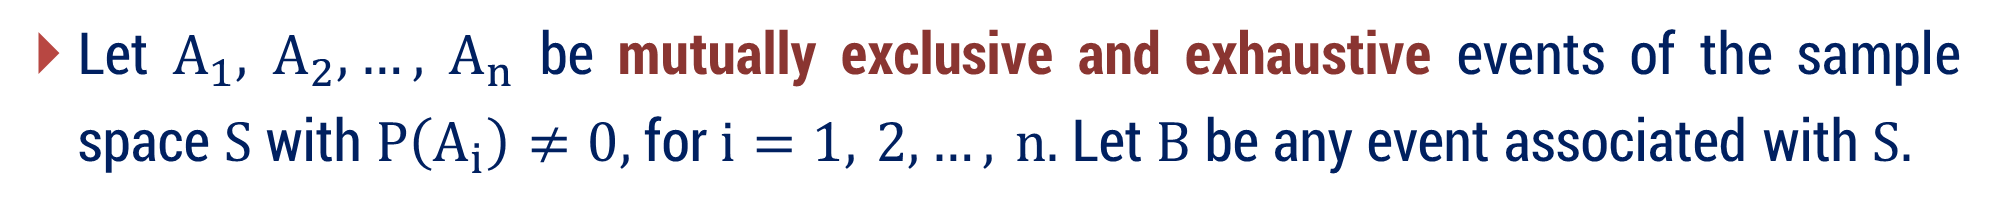 Let A₁, A₂, … , Aₙ be mutually exclusive and exhaustive events of the sample
space S with P(Aᵢ) ≠ 0, for i = 1, 2, … , n. Let B be any event associated with S.